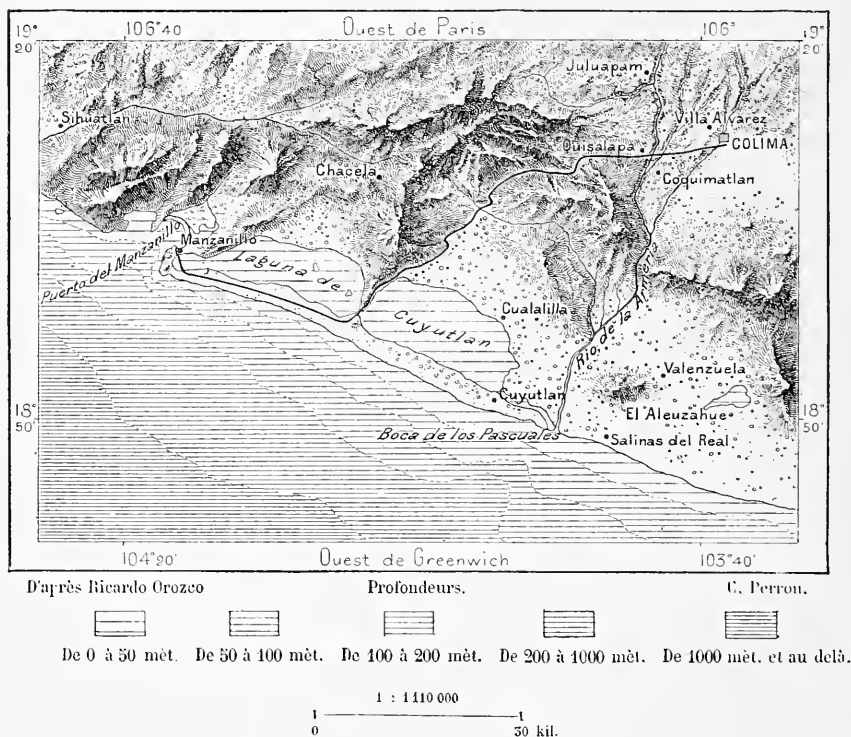 19° 106°40' Ouest de Paris 106° 19°
20' 20'
Juluapam
Sihuatlan
Villa Alvarez
Quisalapa
COLIMA
Chacela
Coquimatlan
Manzanillo
Puerto del Manzanillo
Laguna de
Cuyutlan
Cualalilla
Rio de la Armeria
Valenzuela
Cuyutlan
18° El Aleuzahue 18°
50' 50'
Boca de los Pascuales
Salinas del Real
104°20' Ouest de Greenwich 103°40'
D'après Ricardo Orozco Profondeurs. C. Perron.
De 0 à 50 mèt. De 50 à 100 mèt. De 100 à 200 mèt. De 200 à 1000 mèt. De 1000 mèt. et au delà.
1 : 1 110 000
0 30 kil.